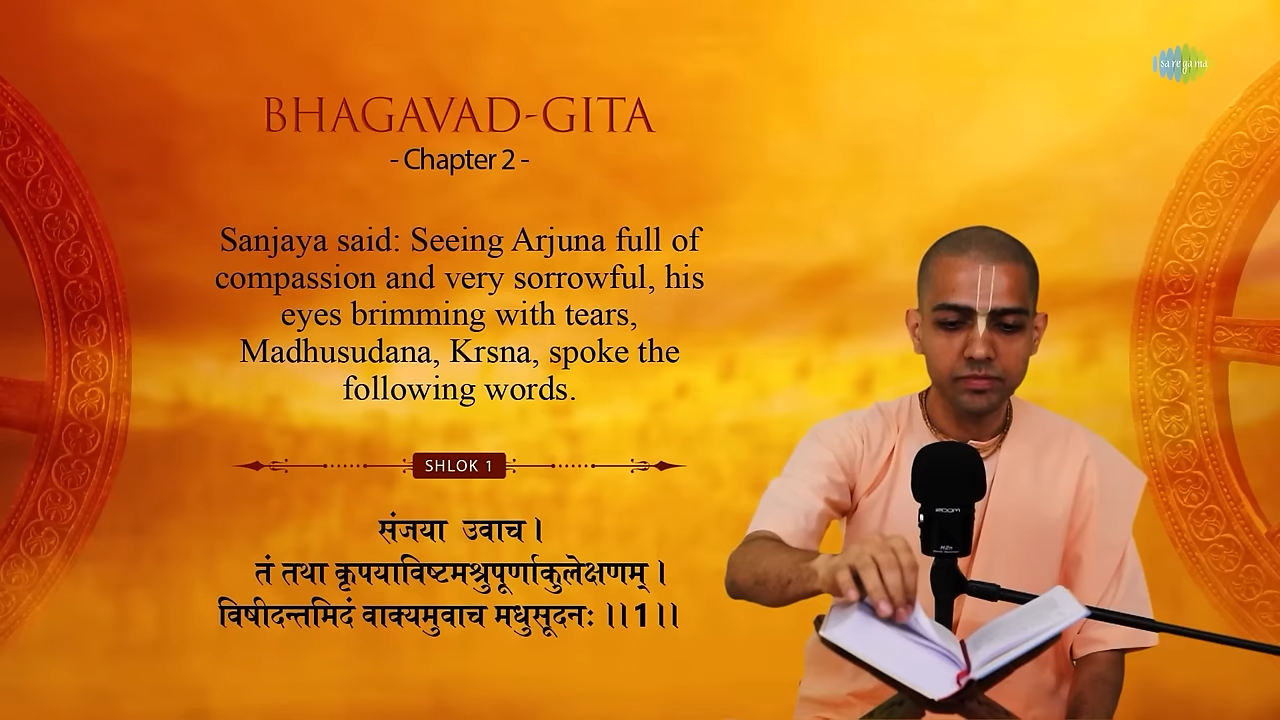 saregama
BHAGAVAD-GITA
- Chapter 2 -
Sanjaya said: Seeing Arjuna full of
compassion and very sorrowful, his
eyes brimming with tears,
Madhusudana, Krsna, spoke the
following words.
SHLOK 1
संजया उवाच ।
तं तथा कृपयाविष्टमश्रुपूर्णाकुलेक्षणम् ।
विषीदन्तमिदं वाक्यमुवाच मधुसूदनः ।।1।।
ZOOM